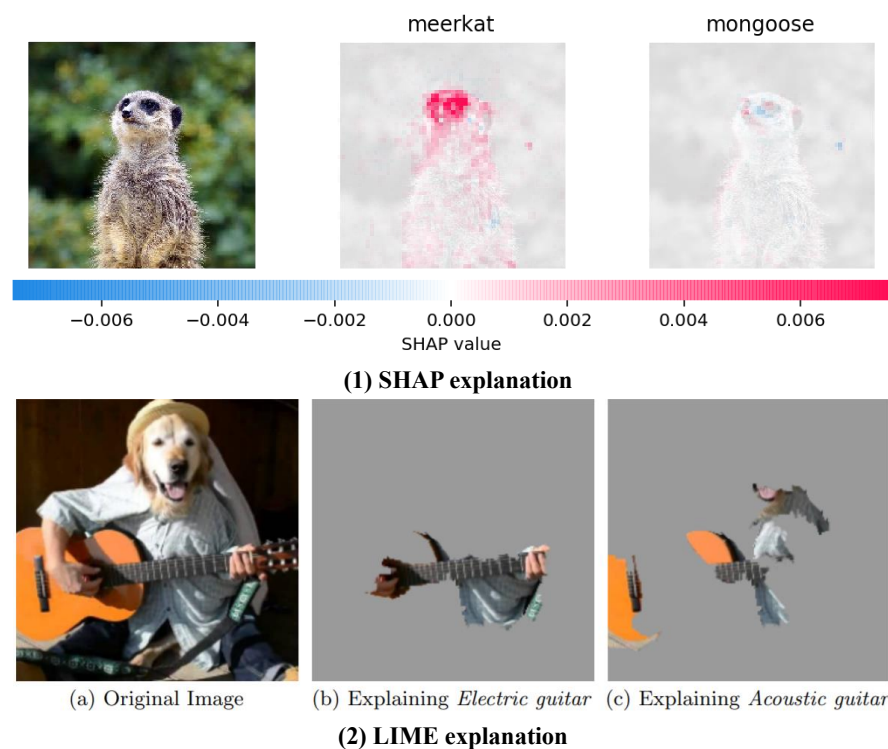 meerkat mongoose
−0.006 −0.004 −0.002 0.000 0.002 0.004 0.006
SHAP value
(1) SHAP explanation
(a) Original Image (b) Explaining Electric guitar (c) Explaining Acoustic guitar
(2) LIME explanation